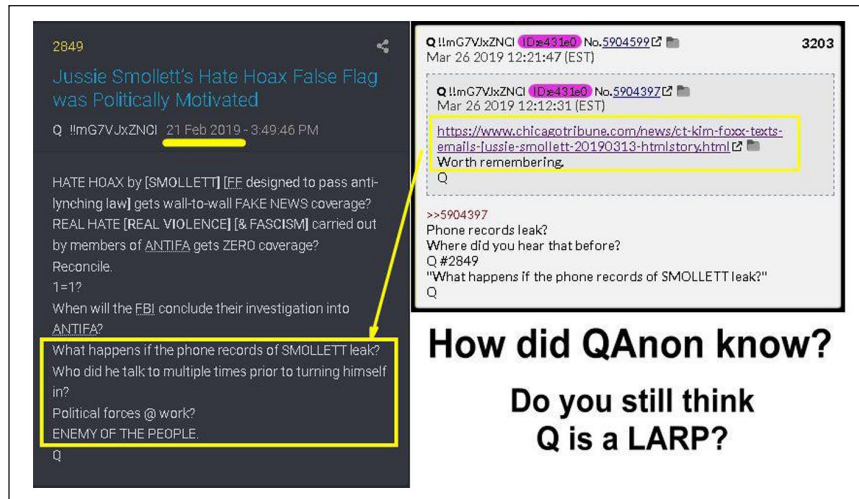 2849
Jussie Smollett's Hate Hoax False Flag
was Politically Motivated
Q !!mG7VJxZNCI 21 Feb 2019 - 3:49:46 PM
HATE HOAX by [SMOLLETT] [FF designed to pass anti-
lynching law] gets wall-to-wall FAKE NEWS coverage?
REAL HATE [REAL VIOLENCE] [& FASCISM] carried out
by members of ANTIFA gets ZERO coverage?
Reconcile.
1=1?
When will the FBI conclude their investigation into
ANTIFA?
What happens if the phone records of SMOLLETT leak?
Who did he talk to multiple times prior to turning himself
in?
Political forces @ work?
ENEMY OF THE PEOPLE.
Q
Q !!mG7VJxZNCI ID:e431e0 No.5904599 3203
Mar 26 2019 12:21:47 (EST)
Q !!mG7VJxZNCI ID:e431e0 No.5904397
Mar 26 2019 12:12:31 (EST)
https://www.chicagotribune.com/news/ct-kim-foxx-texts-
emails-jussie-smollett-20190313-htmlstory.html
Worth remembering.
Q
>>5904397
Phone records leak?
Where did you hear that before?
Q #2849
"What happens if the phone records of SMOLLETT leak?"
Q
How did QAnon know?
Do you still think
Q is a LARP?